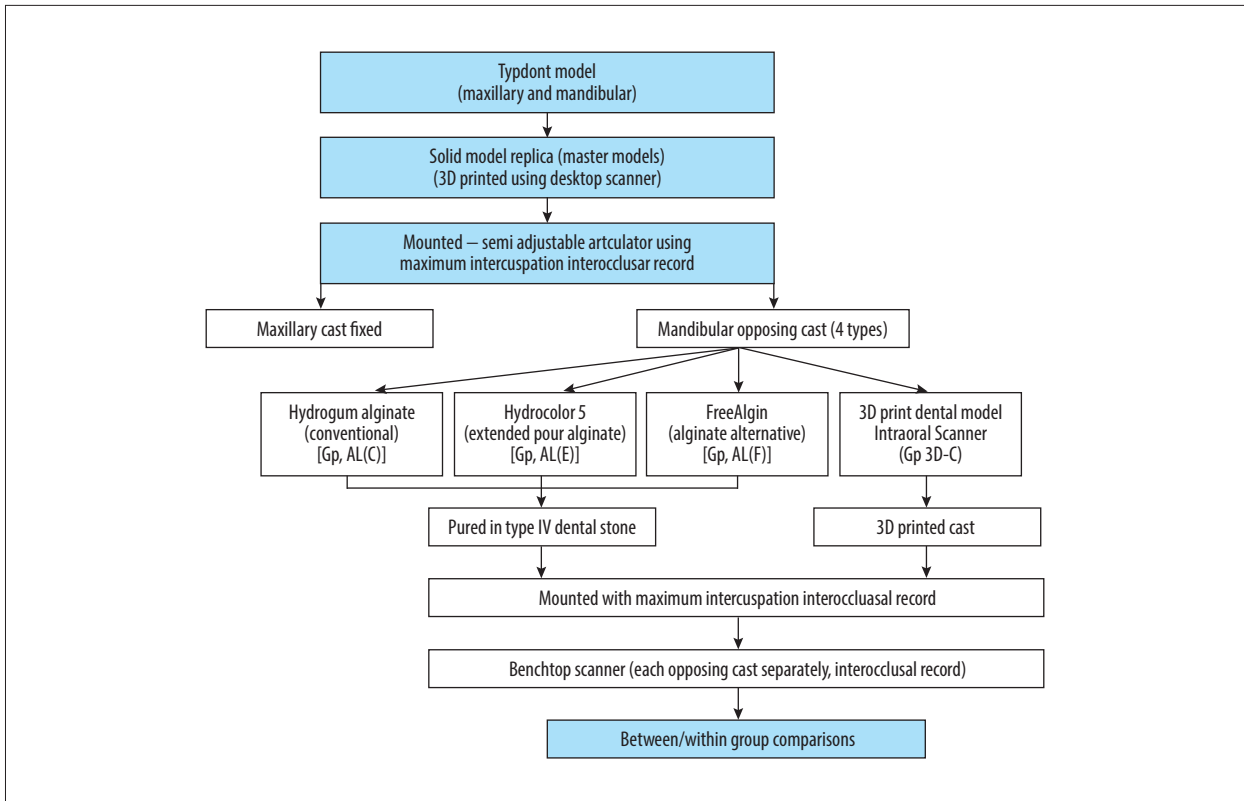 Typdont model
(maxillary and mandibular)
Solid model replica (master models)
(3D printed using desktop scanner)
Mounted – semi adjustable artculator using
maximum intercuspation interocclusar record
Maxillary cast fixed
Mandibular opposing cast (4 types)
Hydrogum alginate
(conventional)
[Gp, AL(C)]
Hydrocolor 5
(extended pour alginate)
[Gp, AL(E)]
FreeAlgin
(alginate alternative)
[Gp, AL(F)]
3D print dental model
Intraoral Scanner
(Gp 3D-C)
Pured in type IV dental stone
3D printed cast
Mounted with maximum intercuspation interoccluasal record
Benchtop scanner (each opposing cast separately, interocclusal record)
Between/within group comparisons